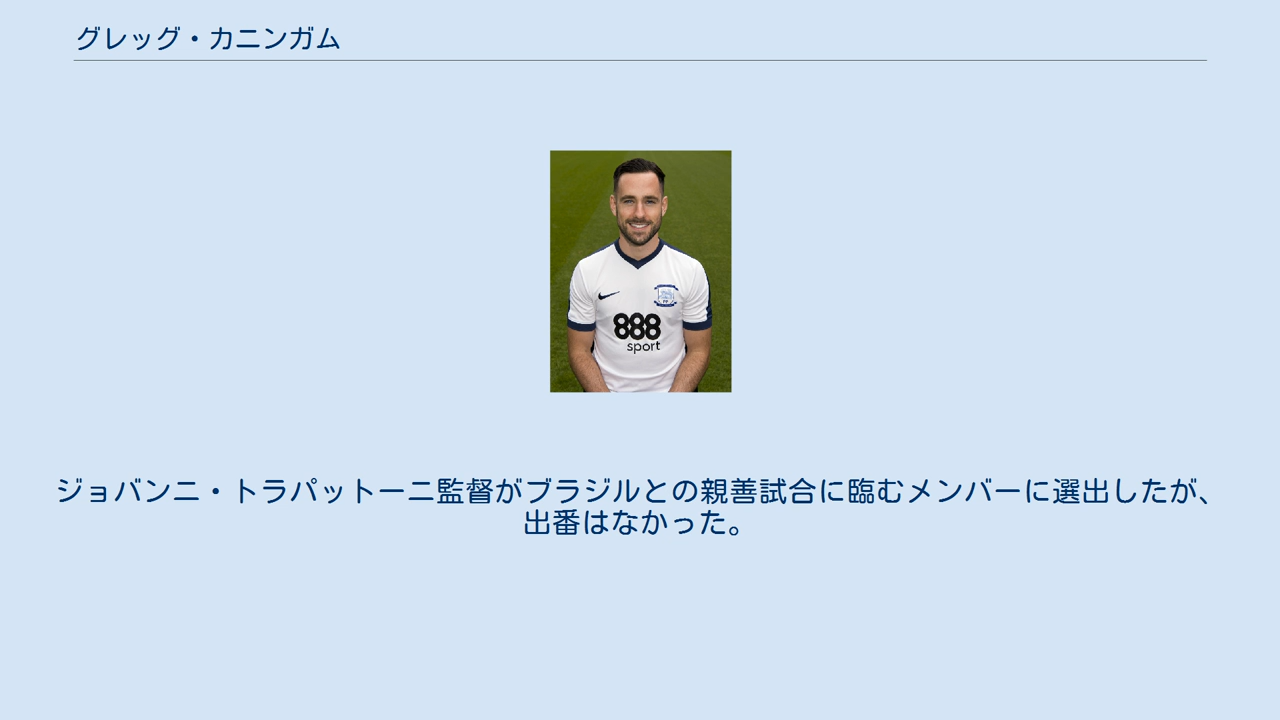 グレッグ・カニンガム
888
sport
ジョバンニ・トラパットーニ監督がブラジルとの親善試合に臨むメンバーに選出したが、
出番はなかった。